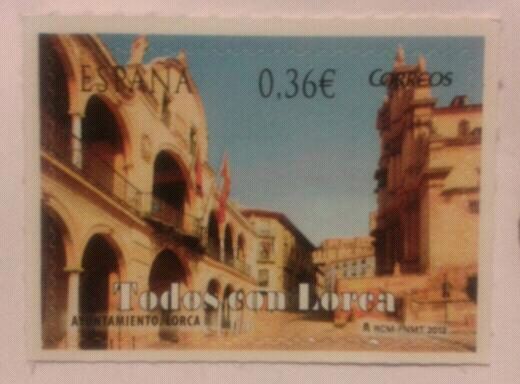 ESPAÑA
0,36€
CORREOS
Todos con Lorca
AYUNTAMIENTO. LORCA
RCM-FNMT 2012